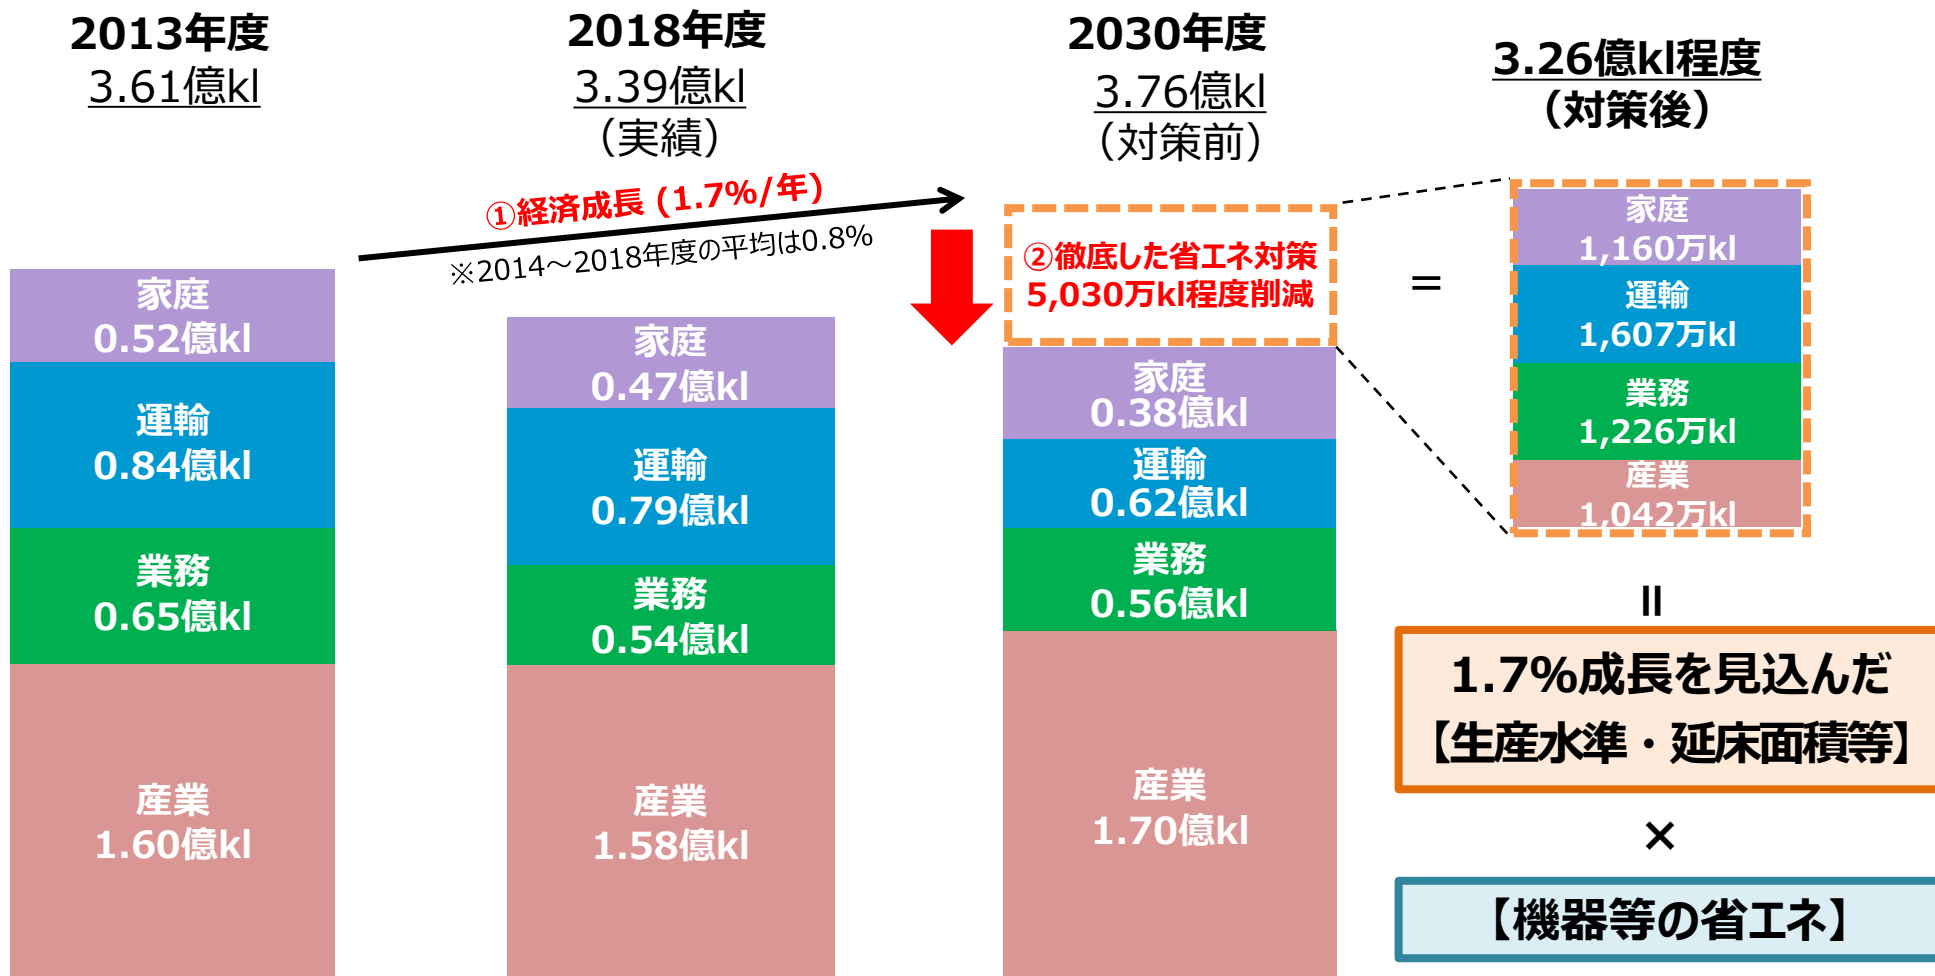 2013年度
3.61億kl
2018年度
3.39億kl
（実績）
2030年度
3.76億kl
（対策前）
3.26億kl程度
（対策後）
①経済成長 (1.7%/年)
※2014～2018年度の平均は0.8%
②徹底した省エネ対策
5,030万kl程度削減
＝
家庭
0.52億kl
運輸
0.84億kl
業務
0.65億kl
産業
1.60億kl
家庭
0.47億kl
運輸
0.79億kl
業務
0.54億kl
産業
1.58億kl
家庭
0.38億kl
運輸
0.62億kl
業務
0.56億kl
産業
1.70億kl
家庭
1,160万kl
運輸
1,607万kl
業務
1,226万kl
産業
1,042万kl
＝
1.7%成長を見込んだ
【生産水準・延床面積等】
×
【機器等の省エネ】